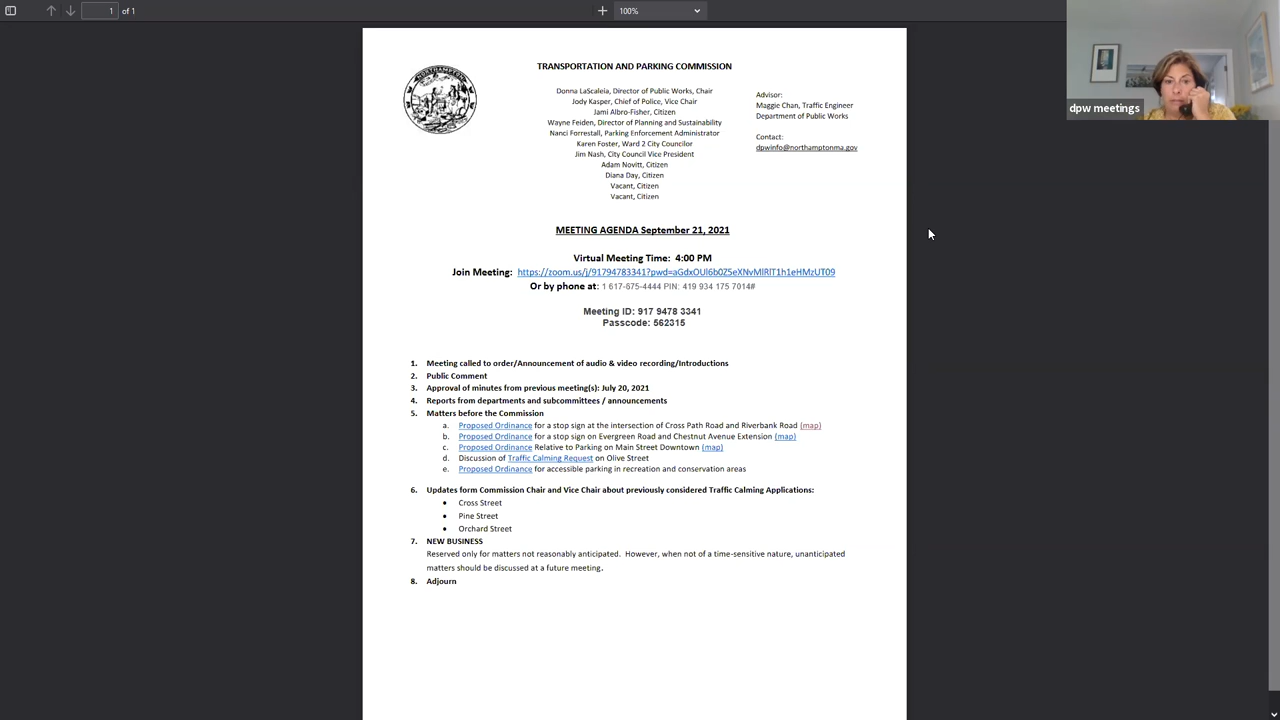 1 of 1
100%
dpw meetings
NORTHAMPTON
TRANSPORTATION AND PARKING COMMISSION
Donna LaScaleia, Director of Public Works, Chair
Jody Kasper, Chief of Police, Vice Chair
Jami Albro-Fisher, Citizen
Wayne Feiden, Director of Planning and Sustainability
Nanci Forrestall, Parking Enforcement Administrator
Karen Foster, Ward 2 City Councilor
Jim Nash, City Council Vice President
Adam Novitt, Citizen
Diana Day, Citizen
Vacant, Citizen
Vacant, Citizen
Advisor:
Maggie Chan, Traffic Engineer
Department of Public Works
Contact:
dpwinfo@northamptonma.gov
MEETING AGENDA September 21, 2021
Virtual Meeting Time: 4:00 PM
Join Meeting: https://zoom.us/j/91794783341?pwd=aGdxOUl6b0Z5eXNvMlRIT1h1eHMzUT09
Or by phone at: 1 617-675-4444 PIN: 419 934 175 7014#
Meeting ID: 917 9478 3341
Passcode: 562315
1. Meeting called to order/Announcement of audio & video recording/Introductions
2. Public Comment
3. Approval of minutes from previous meeting(s): July 20, 2021
4. Reports from departments and subcommittees / announcements
5. Matters before the Commission
a. Proposed Ordinance for a stop sign at the intersection of Cross Path Road and Riverbank Road (map)
b. Proposed Ordinance for a stop sign on Evergreen Road and Chestnut Avenue Extension (map)
c. Proposed Ordinance Relative to Parking on Main Street Downtown (map)
d. Discussion of Traffic Calming Request on Olive Street
e. Proposed Ordinance for accessible parking in recreation and conservation areas
6. Updates form Commission Chair and Vice Chair about previously considered Traffic Calming Applications:
• Cross Street
• Pine Street
• Orchard Street
7. NEW BUSINESS
Reserved only for matters not reasonably anticipated. However, when not of a time-sensitive nature, unanticipated
matters should be discussed at a future meeting.
8. Adjourn